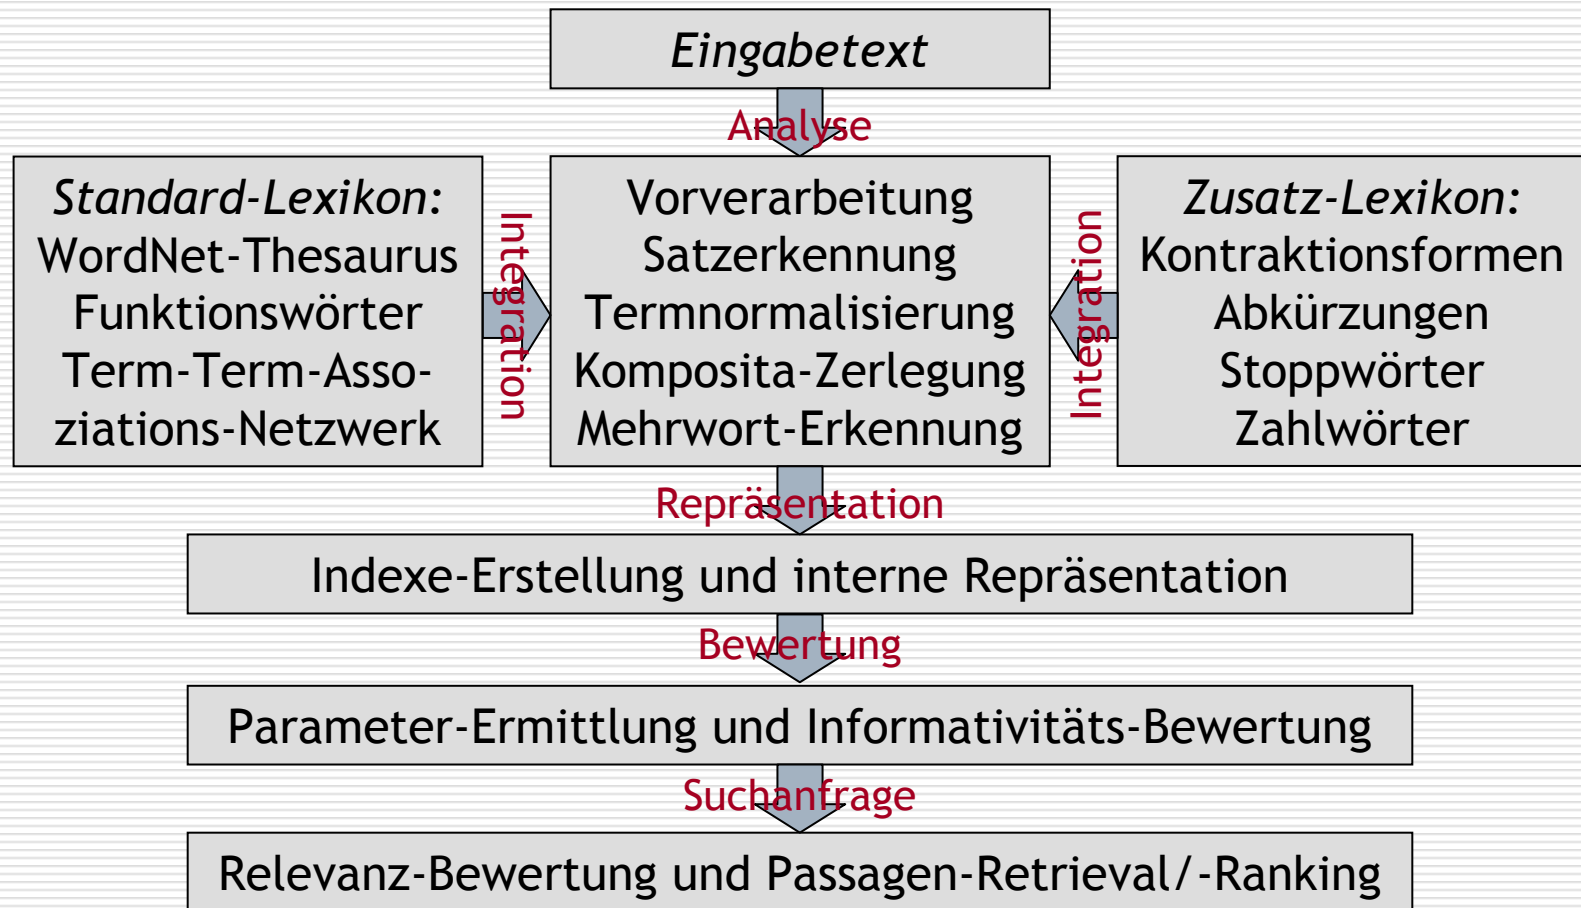 Eingabetext
Analyse
Standard-Lexikon:
WordNet-Thesaurus
Funktionswörter
Term-Term-Asso-
ziations-Netzwerk
Integration
Vorverarbeitung
Satzerkennung
Termnormalisierung
Komposita-Zerlegung
Mehrwort-Erkennung
Integration
Zusatz-Lexikon:
Kontraktionsformen
Abkürzungen
Stoppwörter
Zahlwörter
Repräsentation
Indexe-Erstellung und interne Repräsentation
Bewertung
Parameter-Ermittlung und Informativitäts-Bewertung
Suchanfrage
Relevanz-Bewertung und Passagen-Retrieval/-Ranking